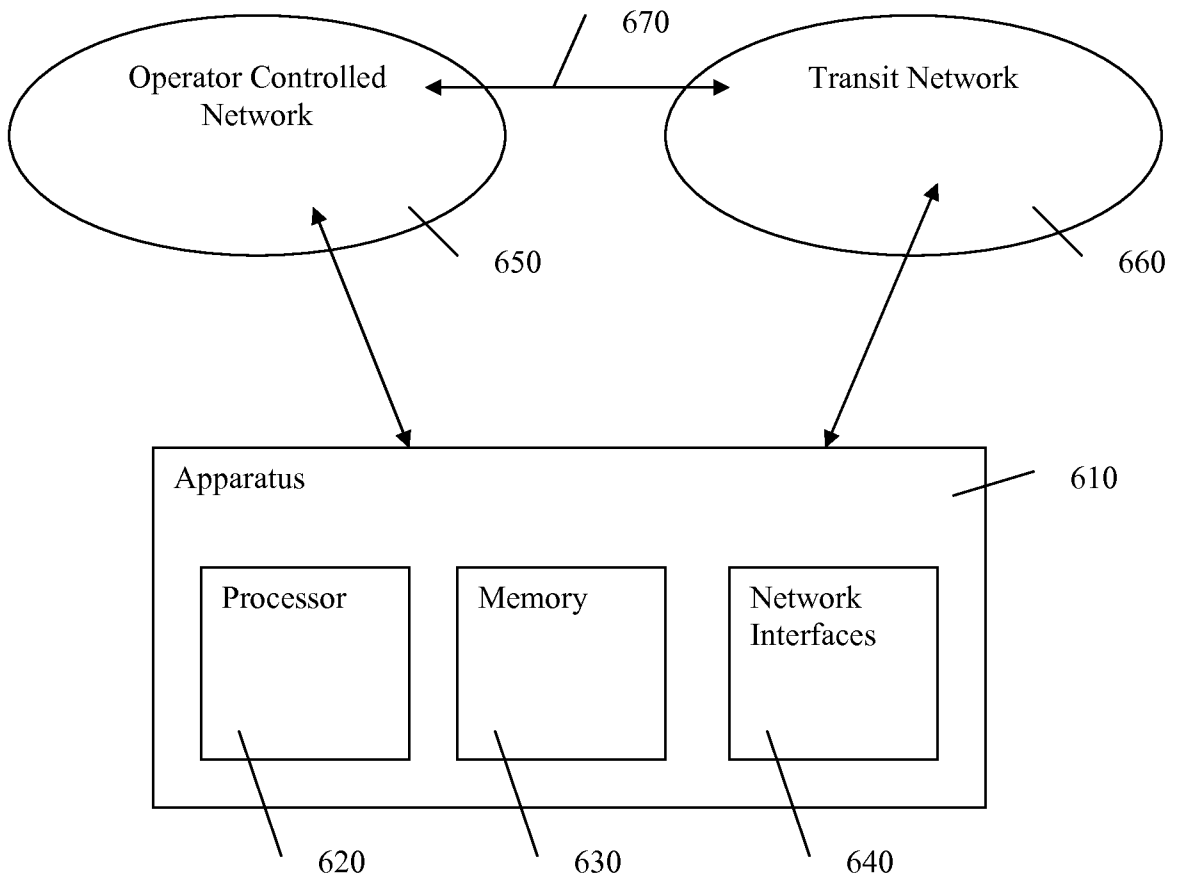 670
Operator Controlled
Network
Transit Network
650
660
Apparatus
610
Processor
Memory
Network
Interfaces
620
630
640